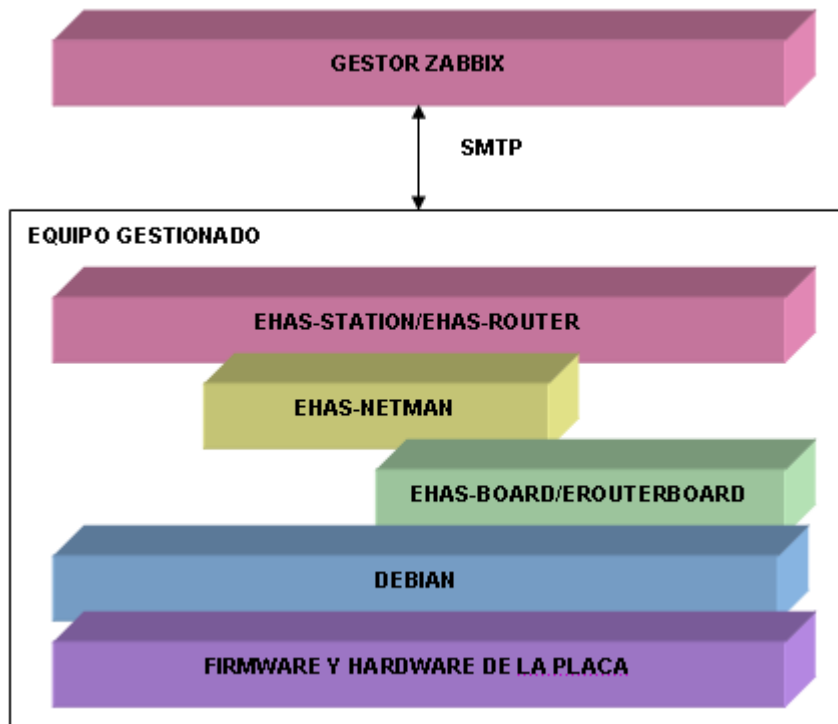 GESTOR ZABBIX
SMTP
EQUIPO GESTIONADO
EHAS-STATION/EHAS-ROUTER
EHAS-NETMAN
EHAS-BOARD/EROUTERBOARD
DEBIAN
FIRMWARE Y HARDWARE DE LA PLACA